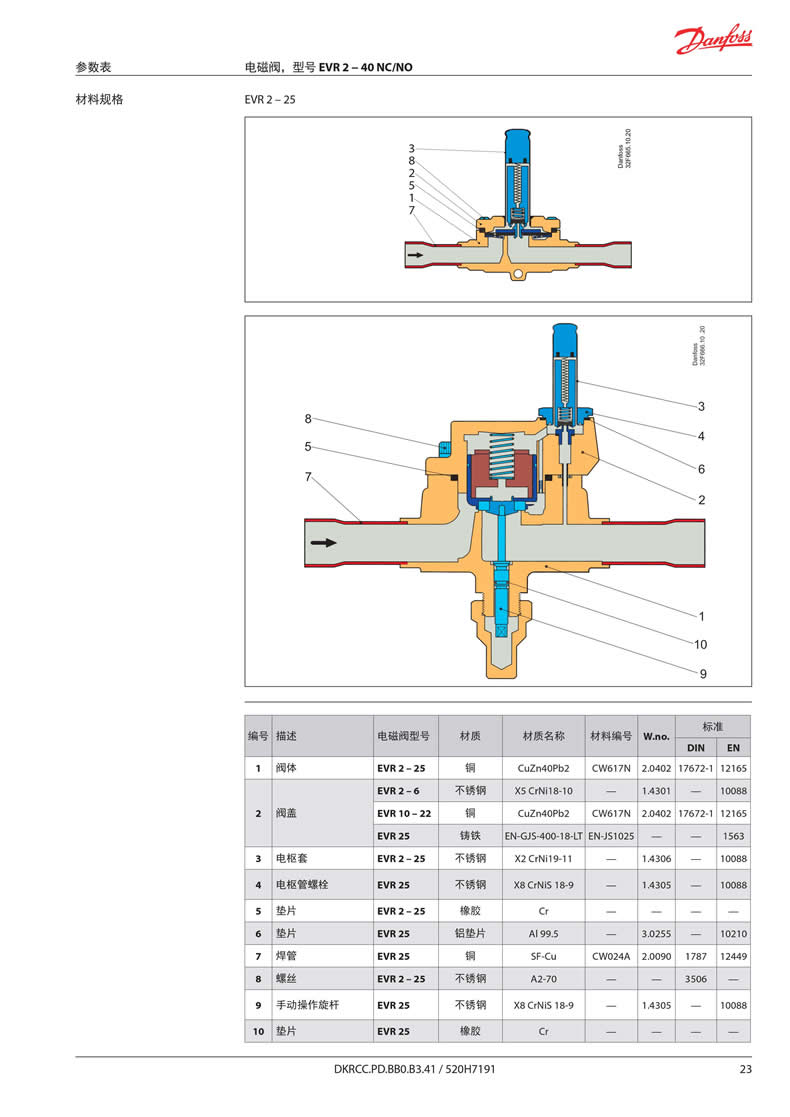 Danfoss
参数表
电磁阀，型号 EVR 2 – 40 NC/NO
材料规格
EVR 2 – 25
Danfoss
32F665.10.20
3
8
2
5
1
7
Danfoss
32F666.10 .20
8
5
7
3
4
6
2
1
10
9
编号 描述 电磁阀型号 材质 材质名称 材料编号 W.no. 标准
DIN EN
1 阀体 EVR 2 – 25 铜 CuZn40Pb2 CW617N 2.0402 17672-1 12165
2 阀盖 EVR 2 – 6 不锈钢 X5 CrNi18-10 — 1.4301 — 10088
EVR 10 – 22 铜 CuZn40Pb2 CW617N 2.0402 17672-1 12165
EVR 25 铸铁 EN-GJS-400-18-LT EN-JS1025 — — 1563
3 电枢套 EVR 2 – 25 不锈钢 X2 CrNi19-11 — 1.4306 — 10088
4 电枢管螺栓 EVR 25 不锈钢 X8 CrNiS 18-9 — 1.4305 — 10088
5 垫片 EVR 2 – 25 橡胶 Cr — — — —
6 垫片 EVR 25 铝垫片 Al 99.5 — 3.0255 — 10210
7 焊管 EVR 25 铜 SF-Cu CW024A 2.0090 1787 12449
8 螺丝 EVR 2 – 25 不锈钢 A2-70 — — 3506 —
9 手动操作旋杆 EVR 25 不锈钢 X8 CrNiS 18-9 — 1.4305 — 10088
10 垫片 EVR 25 橡胶 Cr — — — —
DKRCC.PD.BB0.B3.41 / 520H7191
23